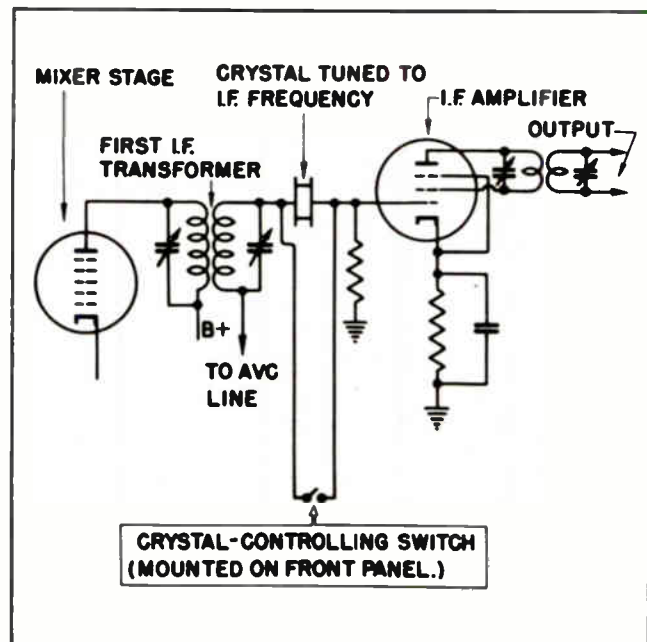 MIXER STAGE
CRYSTAL TUNED TO
I.F. FREQUENCY
I.F. AMPLIFIER
OUTPUT
FIRST I.F.
TRANSFORMER
B+
TO AVC
LINE
CRYSTAL-CONTROLLING SWITCH
(MOUNTED ON FRONT PANEL.)